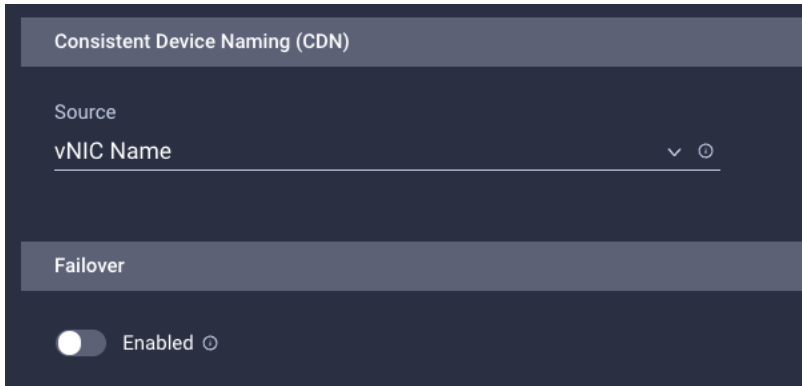 Consistent Device Naming (CDN)
Source
vNIC Name
Failover
Enabled